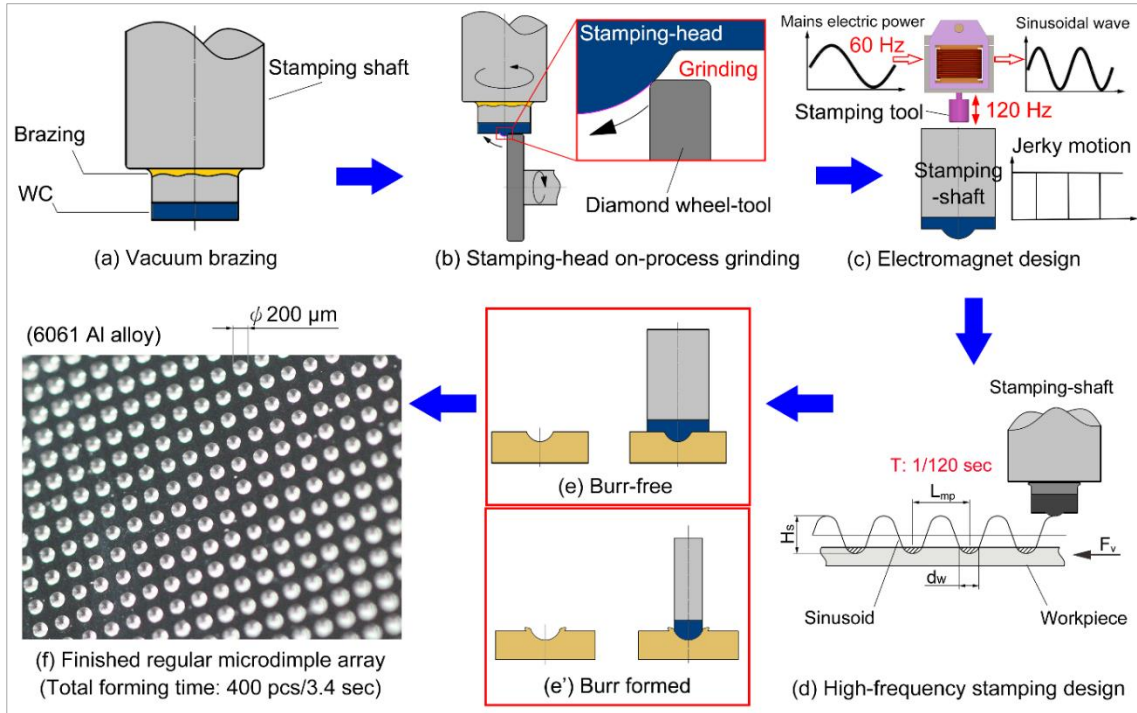 Stamping shaft
Brazing
WC
(a) Vacuum brazing
Stamping-head
Grinding
Diamond wheel-tool
(b) Stamping-head on-process grinding
Mains electric power
60 Hz
Sinusoidal wave
Stamping tool
120 Hz
Stamping
-shaft
Jerky motion
(c) Electromagnet design
Stamping-shaft
T: 1/120 sec
Lmp
Hs
Fv
dw
Sinusoid
Workpiece
(d) High-frequency stamping design
(e) Burr-free
(e’) Burr formed
(6061 Al alloy)
ϕ 200 μm
(f) Finished regular microdimple array
(Total forming time: 400 pcs/3.4 sec)